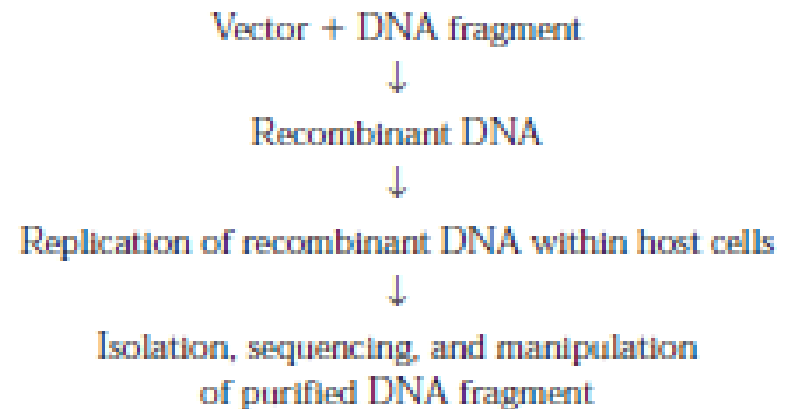 Vector + DNA fragment
↓
Recombinant DNA
↓
Replication of recombinant DNA within host cells
↓
Isolation, sequencing, and manipulation
of purified DNA fragment